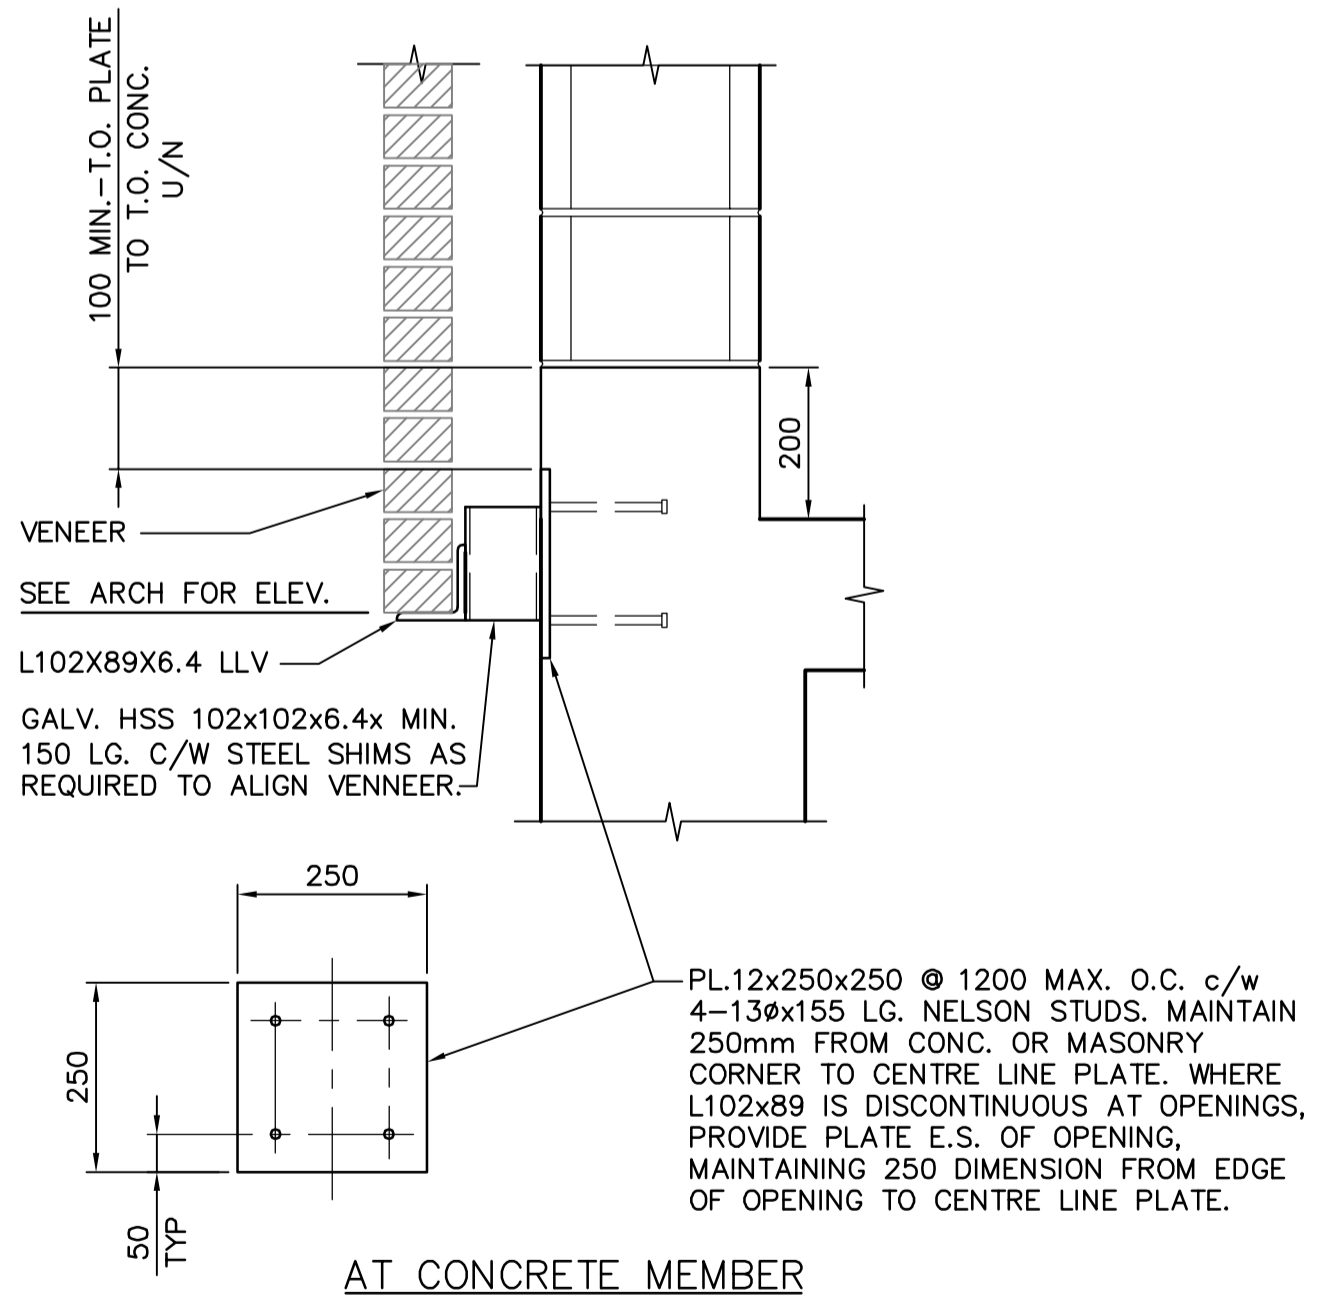 100 MIN.-T.O. PLATE
TO T.O. CONC.
U/N
200
VENEER
SEE ARCH FOR ELEV.
L102X89X6.4 LLV
GALV. HSS 102x102x6.4x MIN.
150 LG. C/W STEEL SHIMS AS
REQUIRED TO ALIGN VENNEER.
250
250
50
TYP
PL.12x250x250 @ 1200 MAX. O.C. c/w
4-13øx155 LG. NELSON STUDS. MAINTAIN
250mm FROM CONC. OR MASONRY
CORNER TO CENTRE LINE PLATE. WHERE
L102x89 IS DISCONTINUOUS AT OPENINGS,
PROVIDE PLATE E.S. OF OPENING,
MAINTAINING 250 DIMENSION FROM EDGE
OF OPENING TO CENTRE LINE PLATE.
AT CONCRETE MEMBER